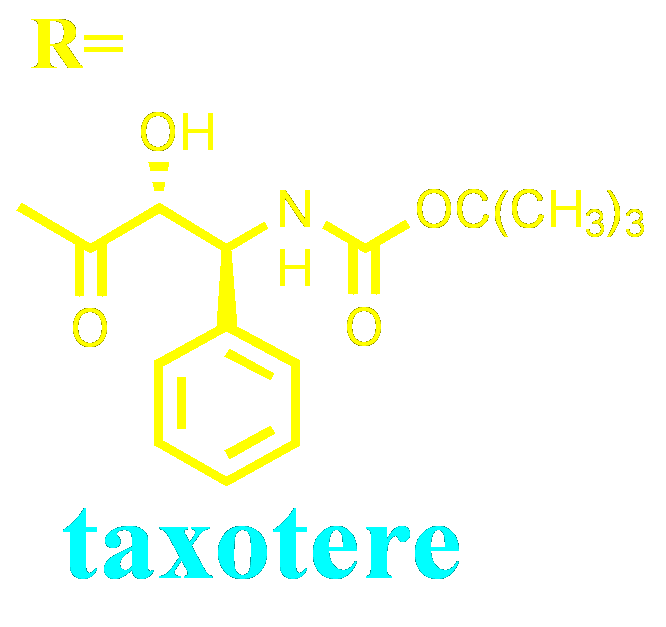 R=
OH
N OC(CH3)3
H
O O
taxotere